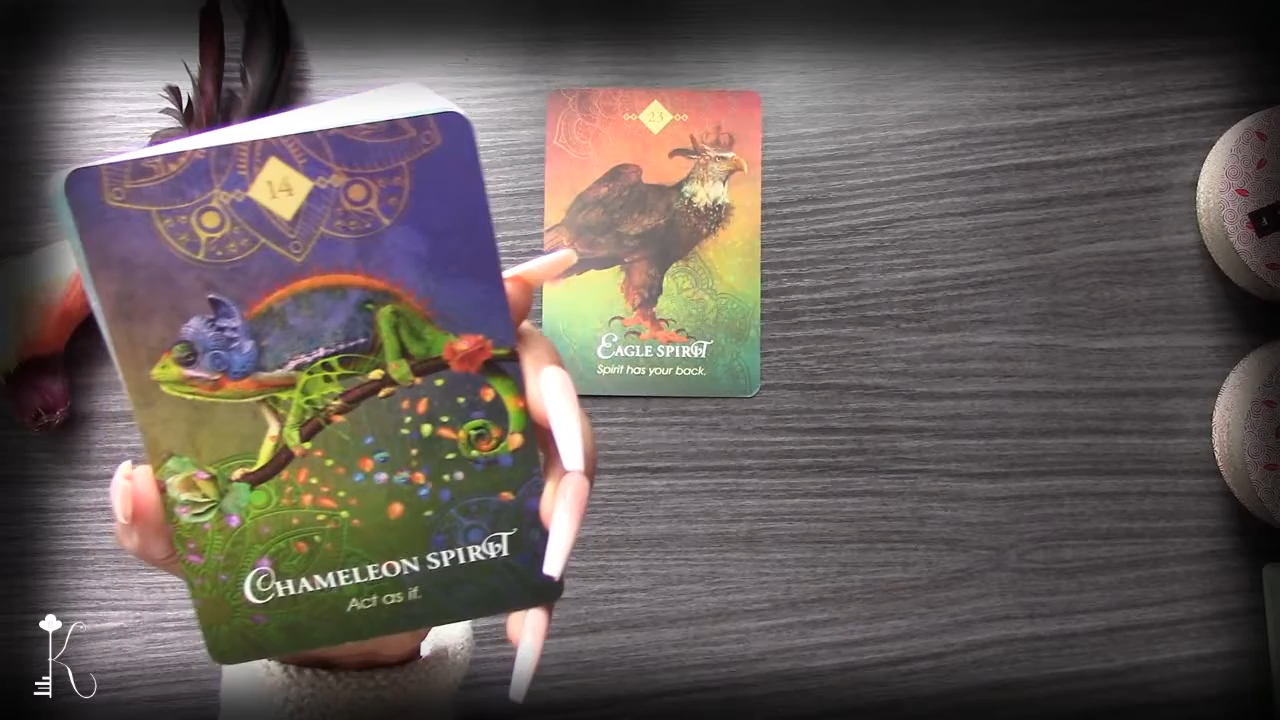 14
CHAMELEON SPIRIT
Act as if.
23
EAGLE SPIRIT
Spirit has your back.
K